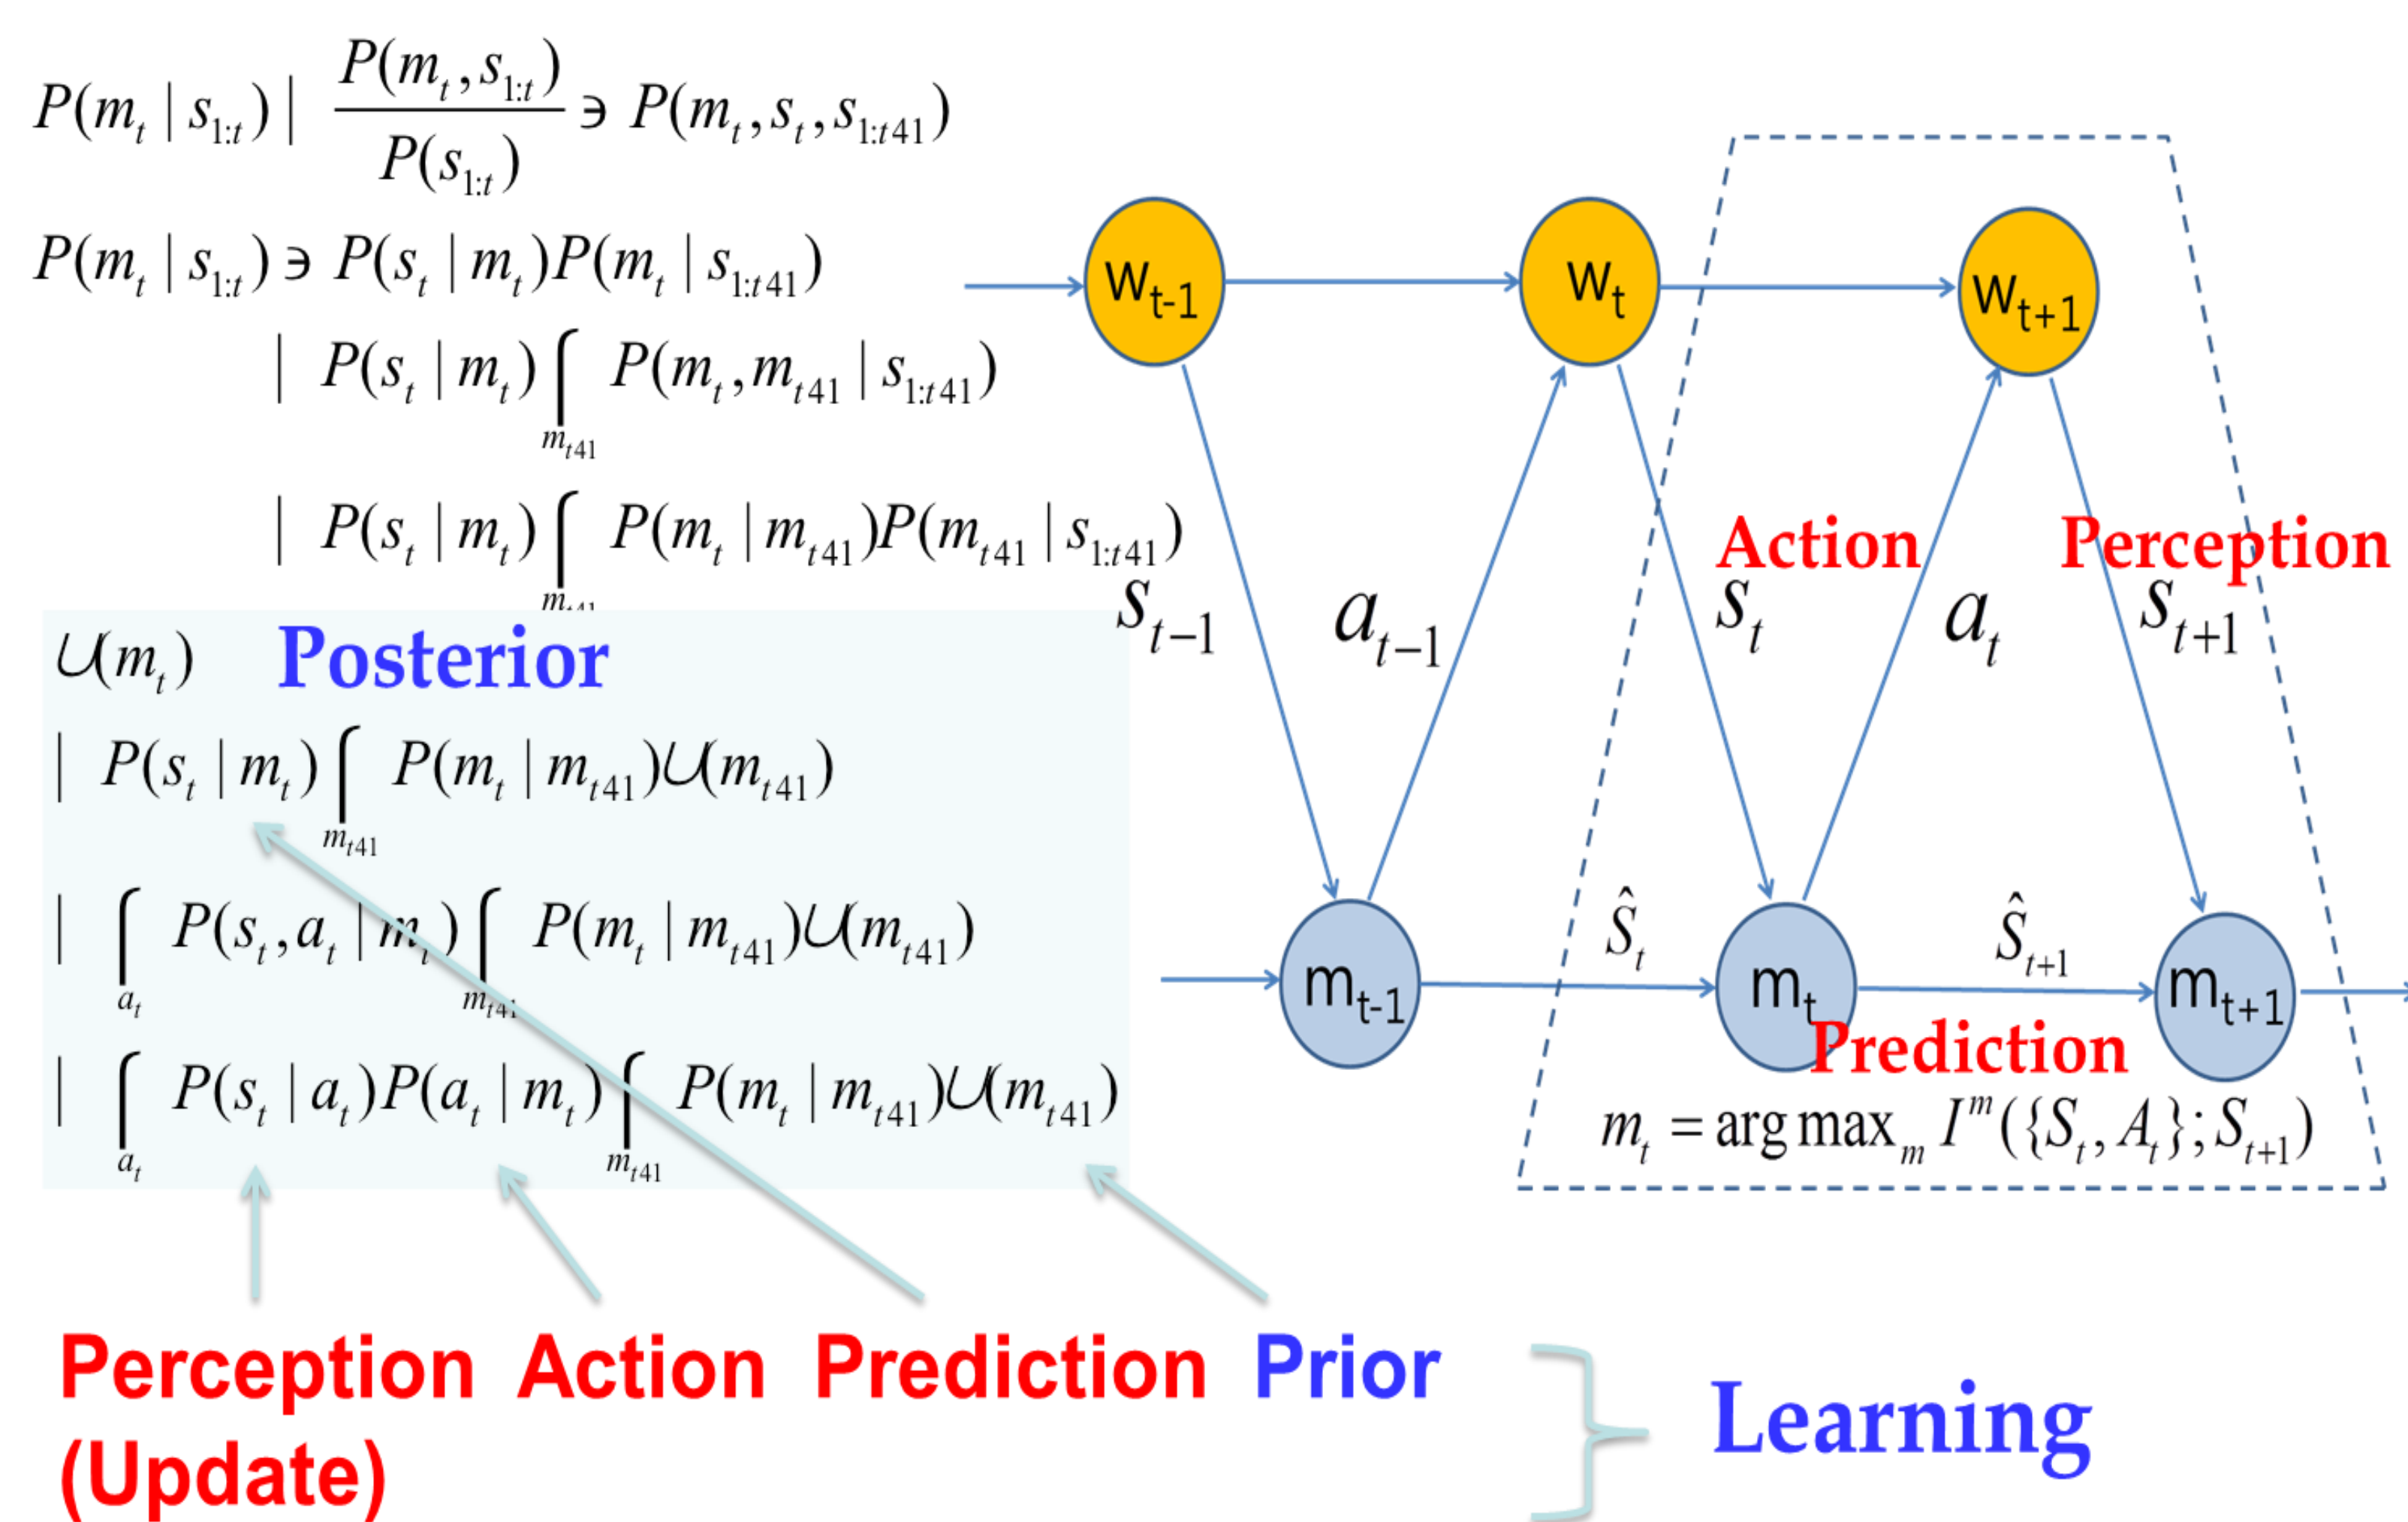 P(m_t | s_{1:t}) | P(m_t, s_{1:t}) / P(s_{1:t}) ∍ P(m_t, s_t, s_{1:t41})
P(m_t | s_{1:t}) ∍ P(s_t | m_t)P(m_t | s_{1:t41})
| P(s_t | m_t) ⌠ m_{t41} P(m_t, m_{t41} | s_{1:t41})
| P(s_t | m_t) ⌠ m_{t41} P(m_t | m_{t41})P(m_{t41} | s_{1:t41})
U(m_t) Posterior
| P(s_t | m_t) ⌠ m_{t41} P(m_t | m_{t41})U(m_{t41})
| ⌠ a_t P(s_t, a_t | m_t) ⌠ m_{t41} P(m_t | m_{t41})U(m_{t41})
| ⌠ a_t P(s_t | a_t)P(a_t | m_t) ⌠ m_{t41} P(m_t | m_{t41})U(m_{t41})
Perception Action Prediction Prior
(Update)
Learning
w_{t-1} w_t w_{t+1}
Action Perception
s_{t-1} a_{t-1} s_t a_t s_{t+1}
Ŝ_t Ŝ_{t+1}
m_{t-1} m_t m_{t+1}
Prediction
m_t = arg max_m I^m({S_t, A_t}; S_{t+1})